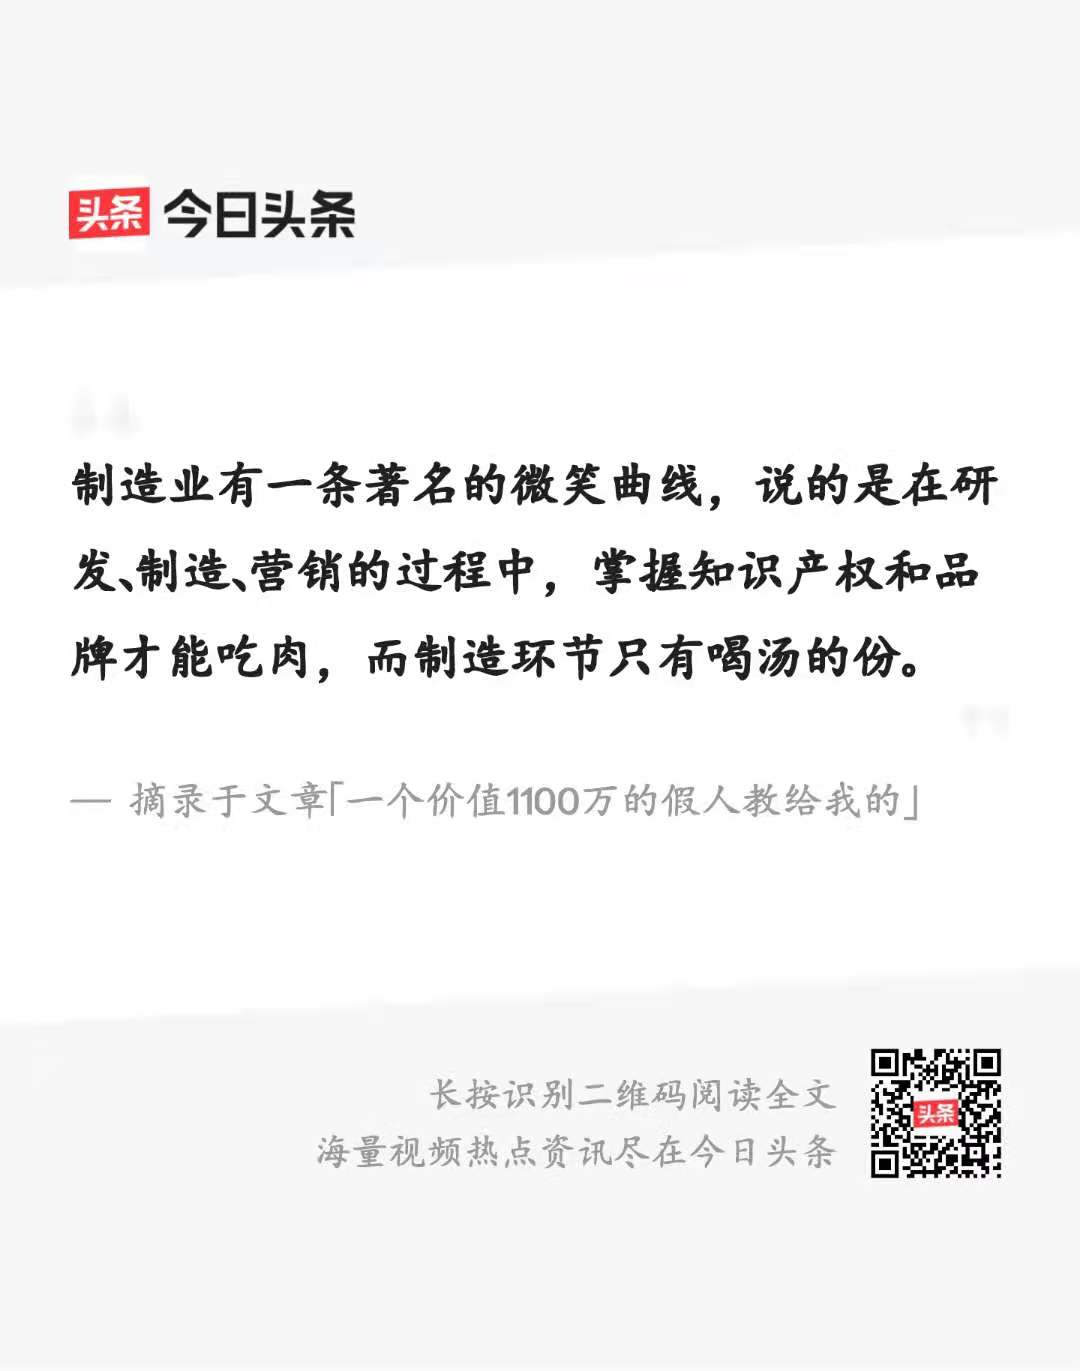 头条 今日头条
制造业有一条著名的微笑曲线，说的是在研
发、制造、营销的过程中，掌握知识产权和品
牌才能吃肉，而制造环节只有喝汤的份。
— 摘录于文章「一个价值1100万的假人教给我的」
长按识别二维码阅读全文
海量视频热点资讯尽在今日头条
头条